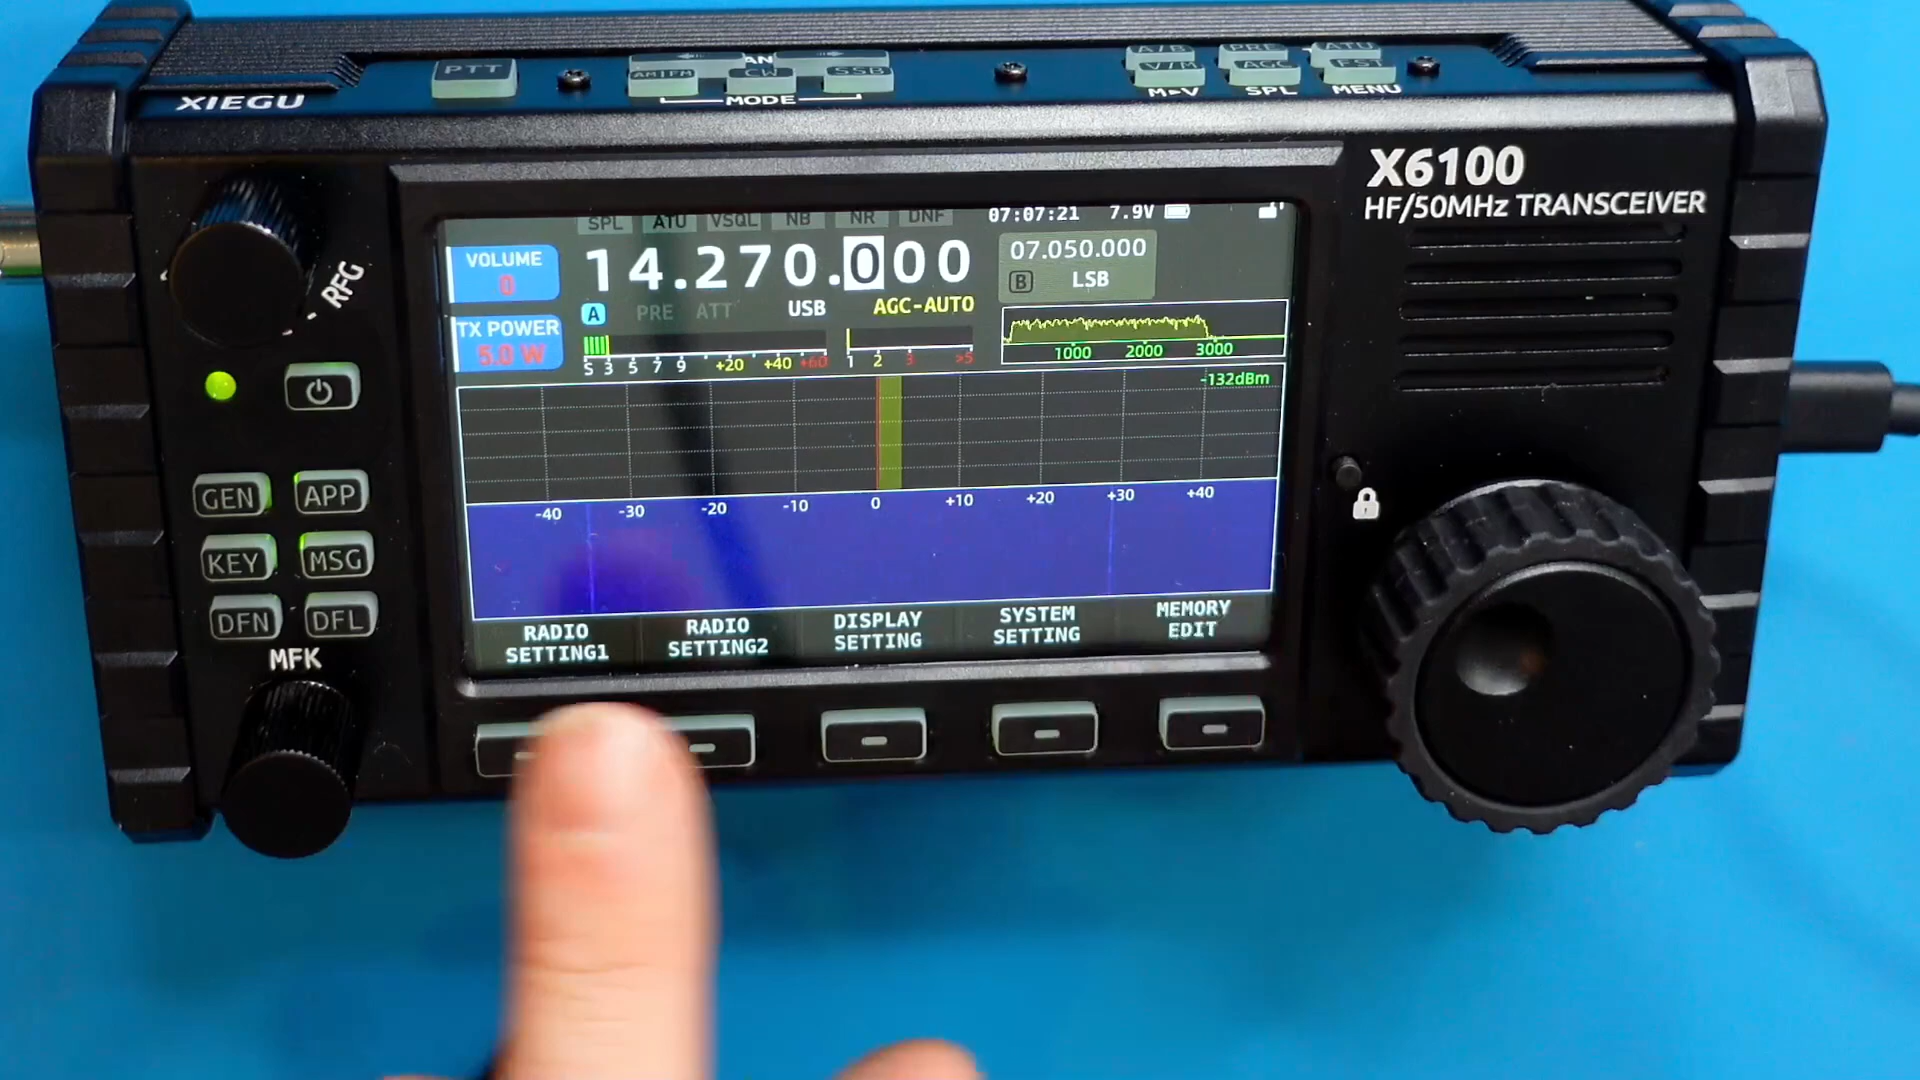 PTT
AM|FM CW SSB
MODE
A/B PRE ATU
V/M AGC FST
M▸V SPL MENU
XIEGU
X6100
HF/50MHz TRANSCEIVER
RFG
SPL ATU VSQL NB NR DNF 07:07:21 7.9V
VOLUME
0
14.270.000
07.050.000
B LSB
A PRE ATT USB AGC-AUTO
TX POWER
5.0 W
S 3 5 7 9 +20 +40 +60
1 2 3 >5
1000 2000 3000
-132dBm
-40 -30 -20 -10 0 +10 +20 +30 +40
RADIO SETTING1
RADIO SETTING2
DISPLAY SETTING
SYSTEM SETTING
MEMORY EDIT
GEN APP
KEY MSG
DFN DFL
MFK